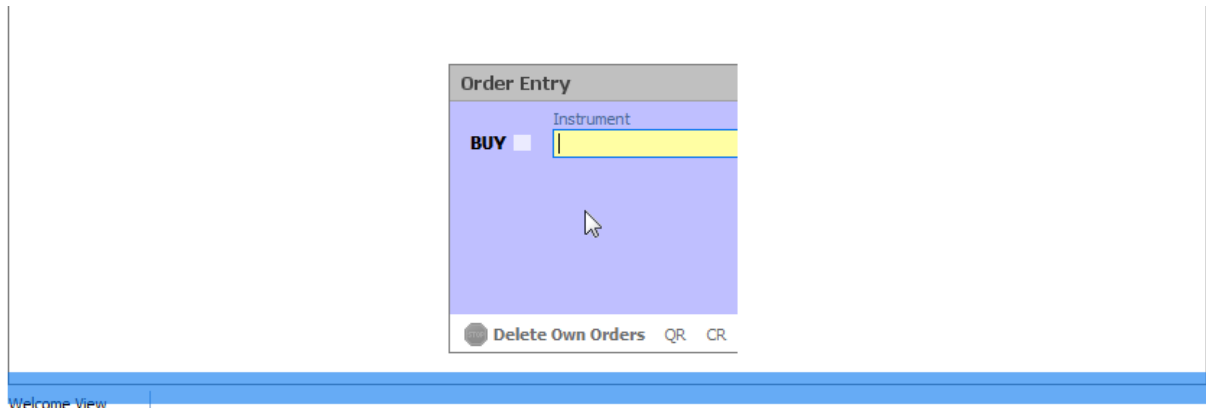 Order Entry
Instrument
BUY
Delete Own Orders QR CR
Welcome View